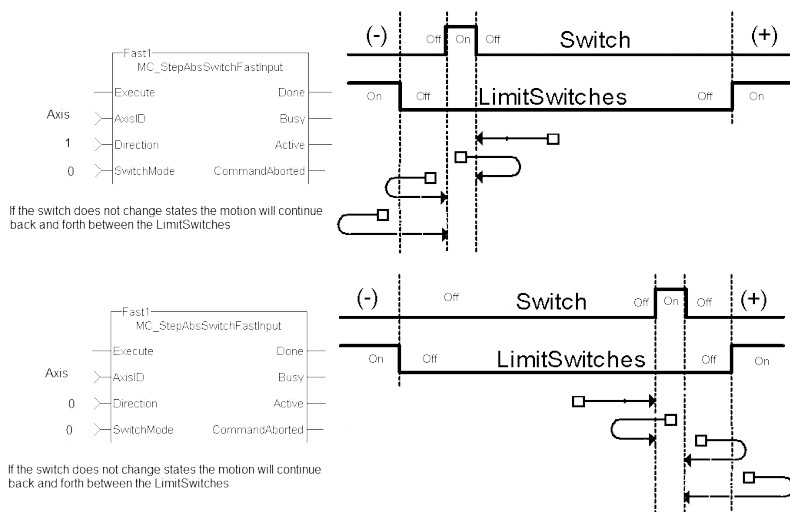 (-) Off On Off Switch (+)
Fast1
MC_StepAbsSwitchFastInput
On Off LimitSwitches Off On
Execute Done
Axis AxisID Busy
1 Direction Active
0 SwitchMode CommandAborted
If the switch does not change states the motion will continue
back and forth between the LimitSwitches
(-) Off Switch Off On Off (+)
Fast1
MC_StepAbsSwitchFastInput
Execute Done
On Off LimitSwitches Off On
Axis AxisID Busy
0 Direction Active
0 SwitchMode CommandAborted
If the switch does not change states the motion will continue
back and forth between the LimitSwitches